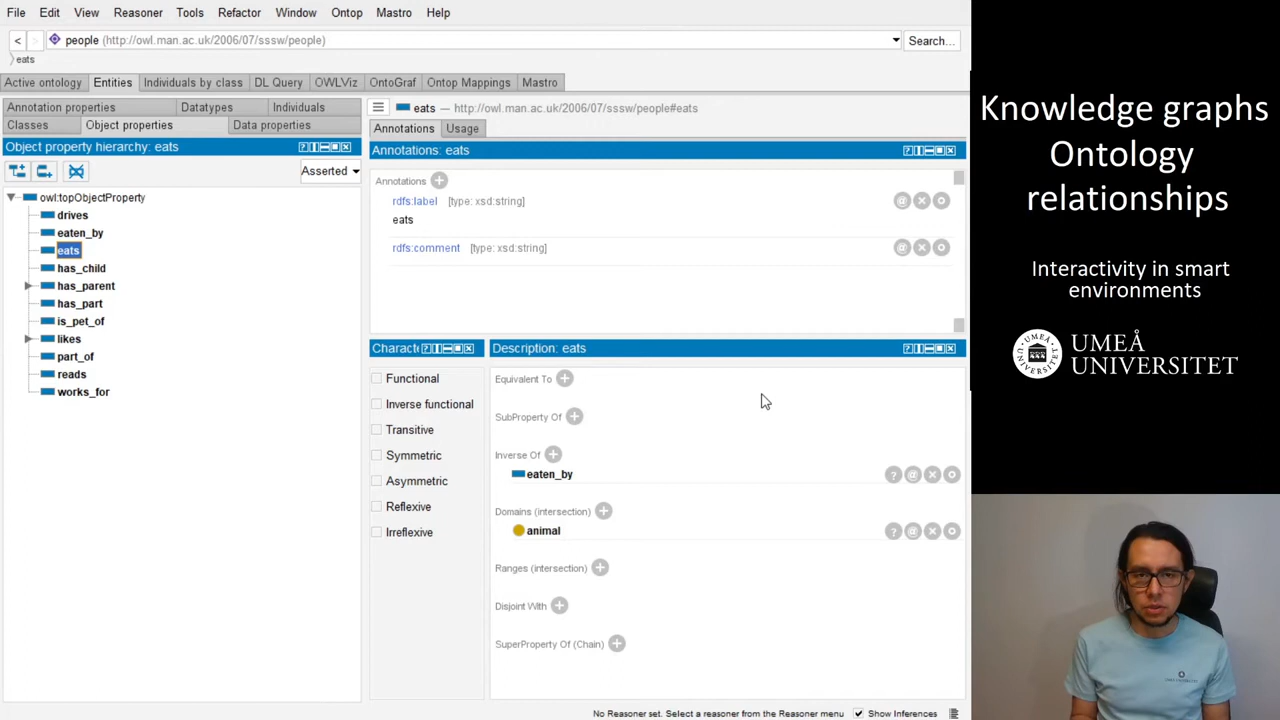 File Edit View Reasoner Tools Refactor Window Ontop Mastro Help
< > people (http://owl.man.ac.uk/2006/07/sssw/people) Search...
eats
Active ontology Entities Individuals by class DL Query OWLViz OntoGraf Ontop Mappings Mastro
Annotation properties Datatypes Individuals
Classes Object properties Data properties
Object property hierarchy: eats
Asserted
owl:topObjectProperty
drives
eaten_by
eats
has_child
has_parent
has_part
is_pet_of
likes
part_of
reads
works_for
eats — http://owl.man.ac.uk/2006/07/sssw/people#eats
Annotations Usage
Annotations: eats
Annotations
rdfs:label [type: xsd:string]
eats
rdfs:comment [type: xsd:string]
Characte
Functional
Inverse functional
Transitive
Symmetric
Asymmetric
Reflexive
Irreflexive
Description: eats
Equivalent To
SubProperty Of
Inverse Of
eaten_by
Domains (intersection)
animal
Ranges (intersection)
Disjoint With
SuperProperty Of (Chain)
No Reasoner set. Select a reasoner from the Reasoner menu Show Inferences
Knowledge graphs
Ontology
relationships
Interactivity in smart
environments
UMEÅ
UNIVERSITET